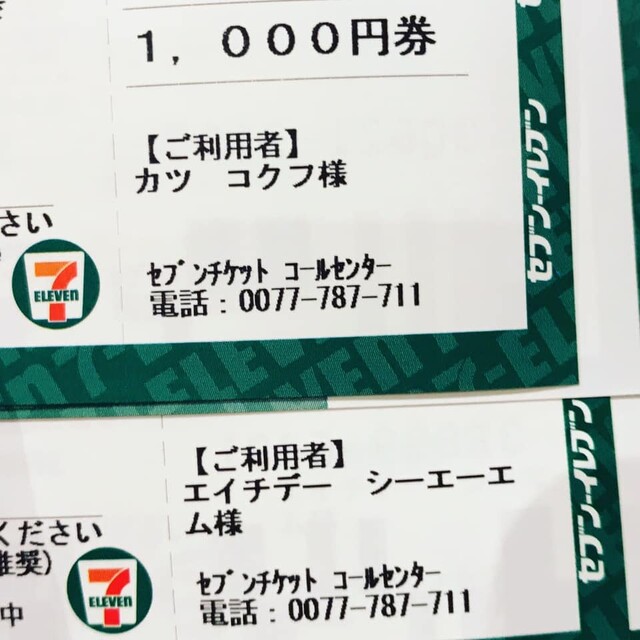 1，000円券
【ご利用者】
カツ　コクフ様
さい
7
ELEVEN
ｾﾌﾞﾝﾁｹｯﾄ ｺｰﾙｾﾝﾀｰ
電話：0077-787-711
セブン-イレブン
【ご利用者】
エイチデー　シーエーエ
ム様
ください
推奨)
中
7
ELEVEN
ｾﾌﾞﾝﾁｹｯﾄ ｺｰﾙｾﾝﾀｰ
電話：0077-787-711
セブン-イレブン